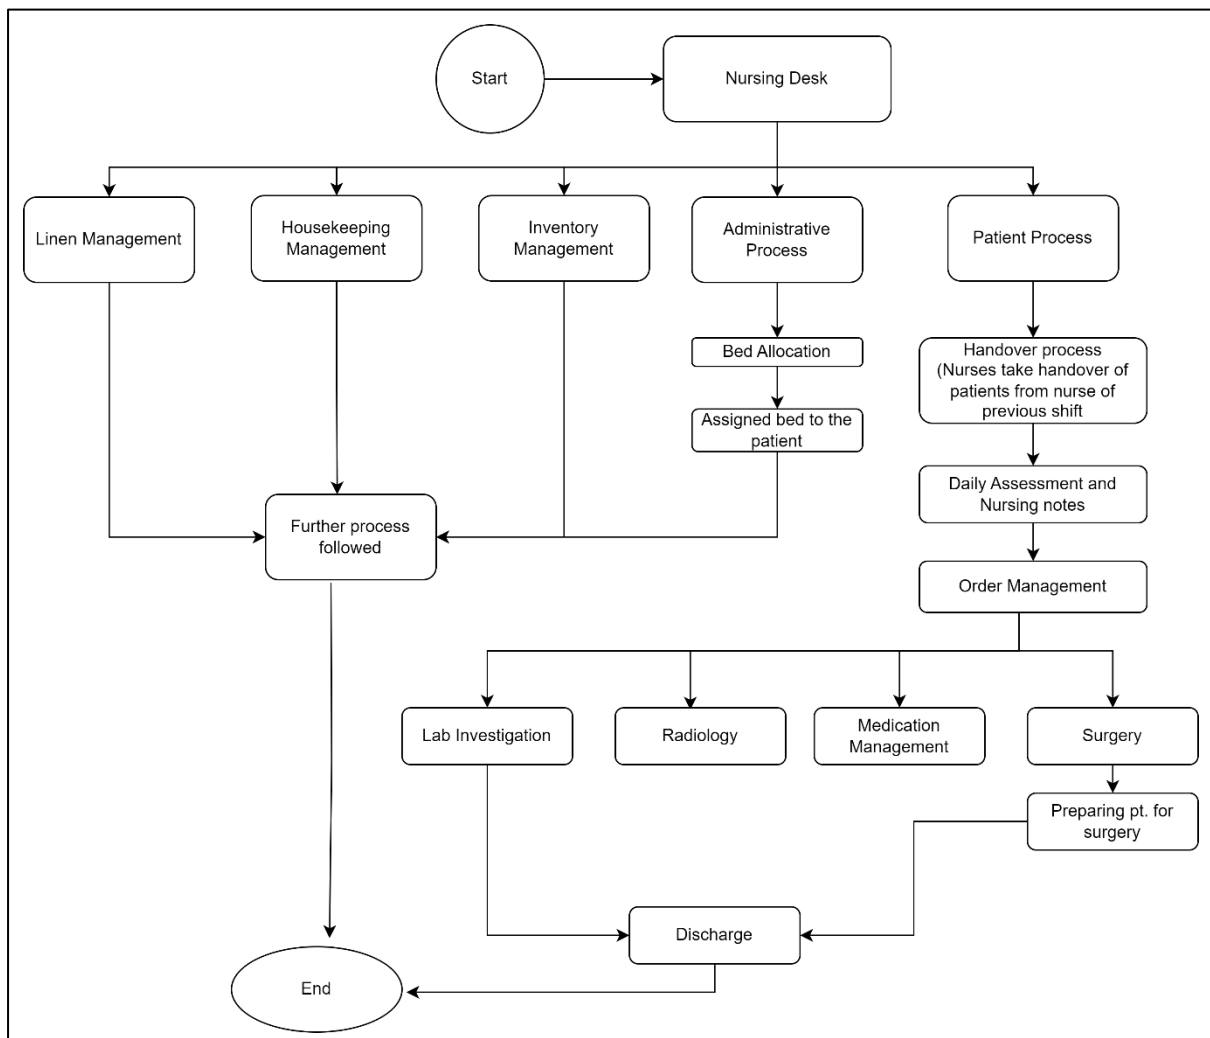 Start
Nursing Desk
Linen Management
Housekeeping
Management
Inventory
Management
Administrative
Process
Patient Process
Bed Allocation
Handover process
(Nurses take handover of
patients from nurse of
previous shift
Assigned bed to the
patient
Daily Assessment and
Nursing notes
Further process
followed
Order Management
Lab Investigation
Radiology
Medication
Management
Surgery
Preparing pt. for
surgery
Discharge
End